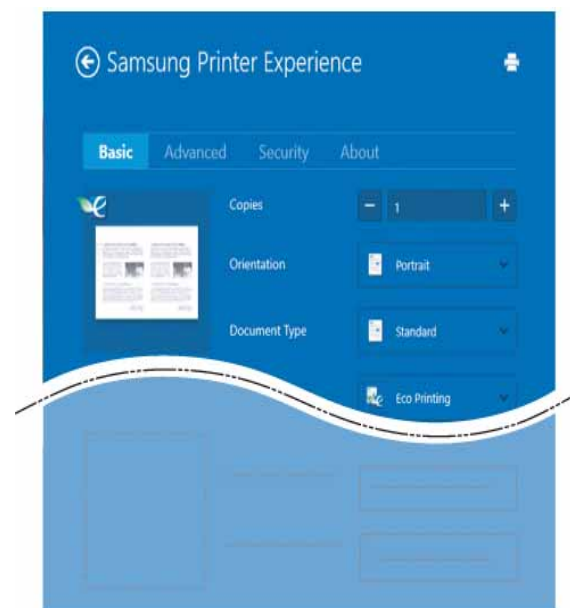 Samsung Printer Experience
Basic Advanced Security About
Copies 1
Orientation Portrait
Document Type Standard
Eco Printing